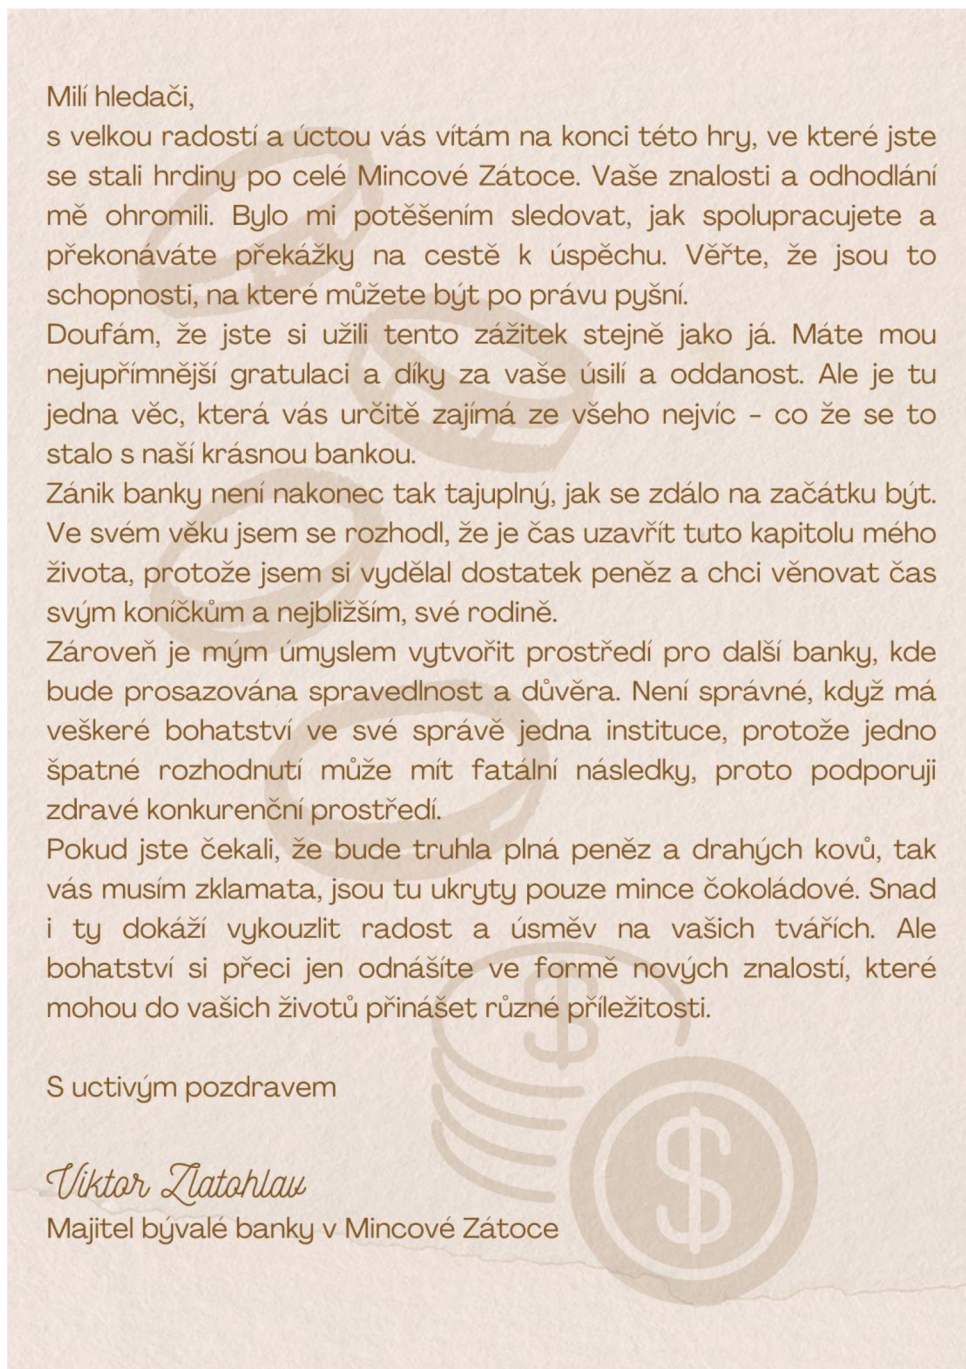 Milí hledači,
s velkou radostí a úctou vás vítám na konci této hry, ve které jste
se stali hrdiny po celé Mincové Zátoce. Vaše znalosti a odhodlání
mě ohromili. Bylo mi potěšením sledovat, jak spolupracujete a
překonáváte překážky na cestě k úspěchu. Věřte, že jsou to
schopnosti, na které můžete být po právu pyšní.
Doufám, že jste si užili tento zážitek stejně jako já. Máte mou
nejupřímnější gratulaci a díky za vaše úsilí a oddanost. Ale je tu
jedna věc, která vás určitě zajímá ze všeho nejvíc – co že se to
stalo s naší krásnou bankou.
Zánik banky není nakonec tak tajuplný, jak se zdálo na začátku být.
Ve svém věku jsem se rozhodl, že je čas uzavřít tuto kapitolu mého
života, protože jsem si vydělal dostatek peněz a chci věnovat čas
svým koníčkům a nejbližším, své rodině.
Zároveň je mým úmyslem vytvořit prostředí pro další banky, kde
bude prosazována spravedlnost a důvěra. Není správné, když má
veškeré bohatství ve své správě jedna instituce, protože jedno
špatné rozhodnutí může mít fatální následky, proto podporuji
zdravé konkurenční prostředí.
Pokud jste čekali, že bude truhla plná peněz a drahých kovů, tak
vás musím zklamata, jsou tu ukryty pouze mince čokoládové. Snad
i ty dokáží vykouzlit radost a úsměv na vašich tvářích. Ale
bohatství si přeci jen odnášíte ve formě nových znalostí, které
mohou do vašich životů přinášet různé příležitosti.
S uctivým pozdravem
Viktor Zlatohlav
Majitel bývalé banky v Mincové Zátoce